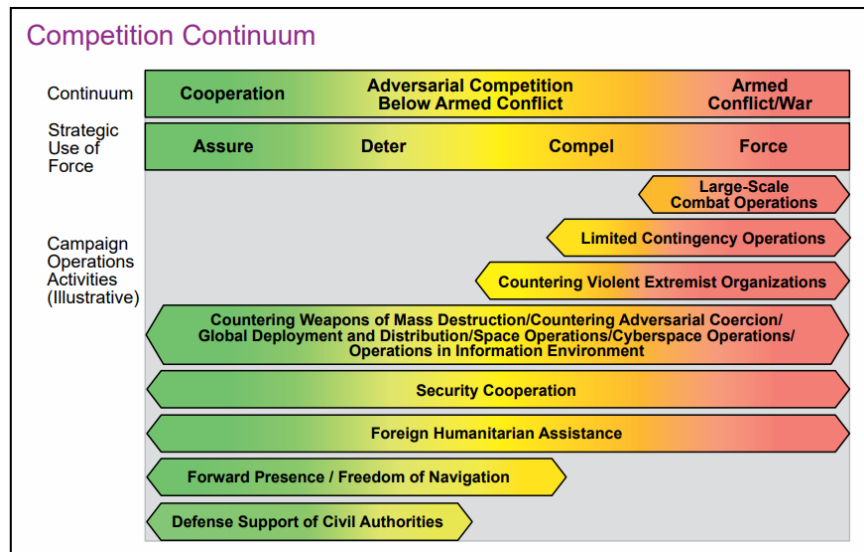 Competition Continuum
Continuum
Cooperation
Adversarial Competition
Below Armed Conflict
Armed
Conflict/War
Strategic
Use of
Force
Assure
Deter
Compel
Force
Campaign
Operations
Activities
(Illustrative)
Large-Scale
Combat Operations
Limited Contingency Operations
Countering Violent Extremist Organizations
Countering Weapons of Mass Destruction/Countering Adversarial Coercion/
Global Deployment and Distribution/Space Operations/Cyberspace Operations/
Operations in Information Environment
Security Cooperation
Foreign Humanitarian Assistance
Forward Presence / Freedom of Navigation
Defense Support of Civil Authorities